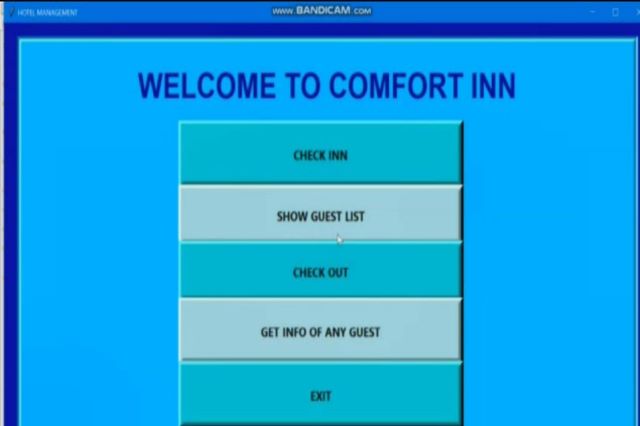 HOTEL MANAGEMENT
www.BANDICAM.COM
WELCOME TO COMFORT INN
CHECK INN
SHOW GUEST LIST
CHECK OUT
GET INFO OF ANY GUEST
EXIT